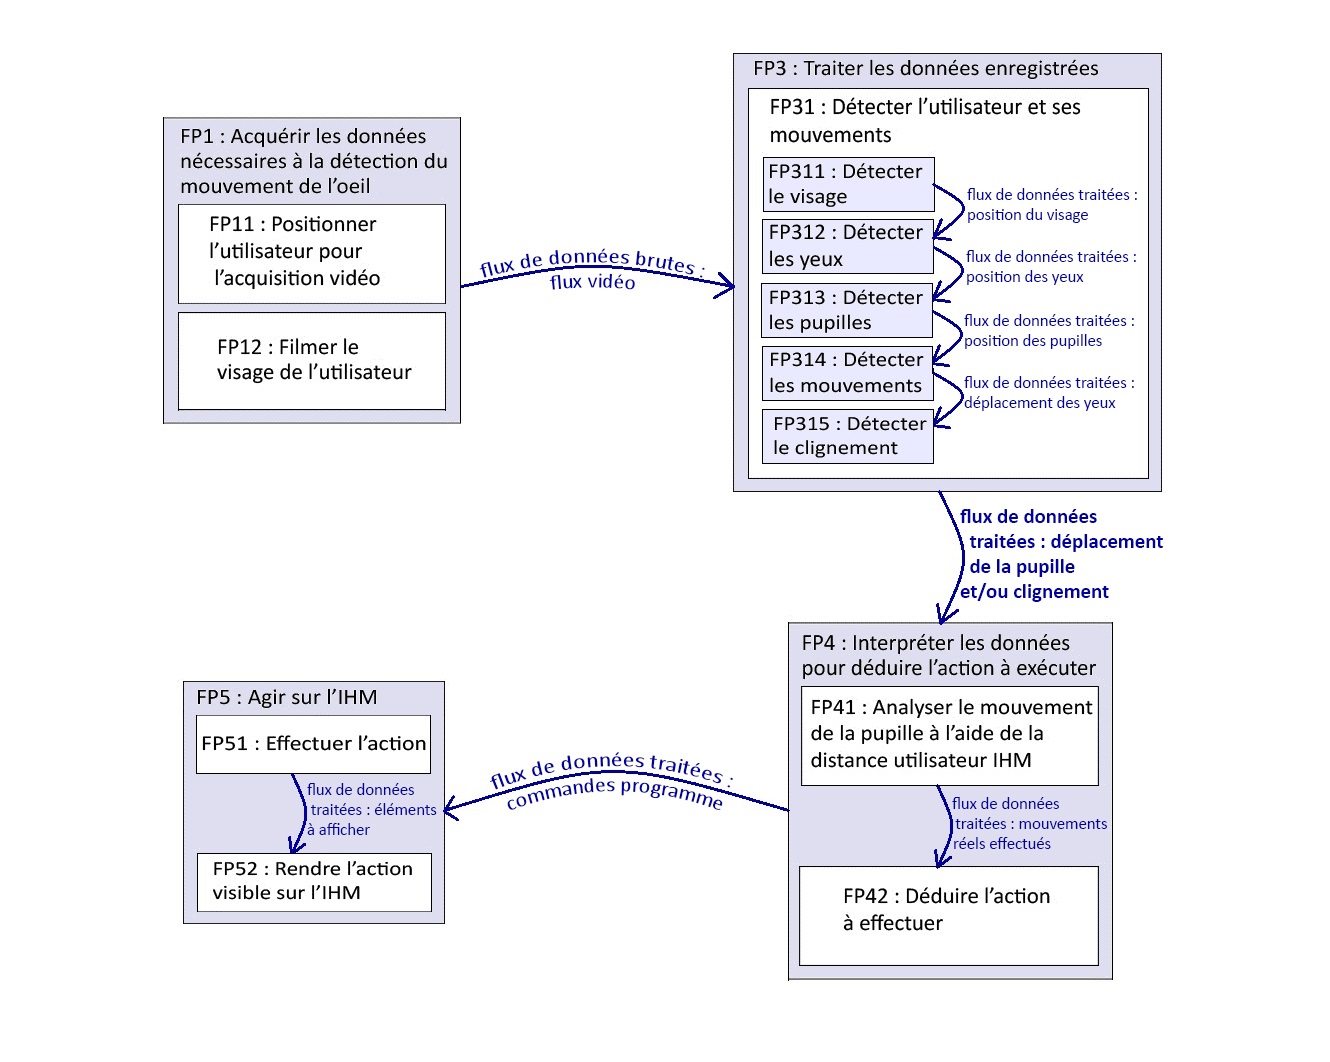 FP1 : Acquérir les données
nécessaires à la détection du
mouvement de l'oeil
FP11 : Positionner
l'utilisateur pour
l'acquisition vidéo
FP12 : Filmer le
visage de l'utilisateur
flux de données brutes :
flux vidéo
FP3 : Traiter les données enregistrées
FP31 : Détecter l'utilisateur et ses
mouvements
FP311 : Détecter
le visage
flux de données traitées :
position du visage
FP312 : Détecter
les yeux
flux de données traitées :
position des yeux
FP313 : Détecter
les pupilles
flux de données traitées :
position des pupilles
FP314 : Détecter
les mouvements
flux de données traitées :
déplacement des yeux
FP315 : Détecter
le clignement
flux de données
traitées : déplacement
de la pupille
et/ou clignement
FP4 : Interpréter les données
pour déduire l'action à exécuter
FP41 : Analyser le mouvement
de la pupille à l'aide de la
distance utilisateur IHM
flux de données
traitées : mouvements
réels effectués
FP42 : Déduire l'action
à effectuer
flux de données traitées :
commandes programme
FP5 : Agir sur l'IHM
FP51 : Effectuer l'action
flux de données
traitées : éléments
à afficher
FP52 : Rendre l'action
visible sur l'IHM